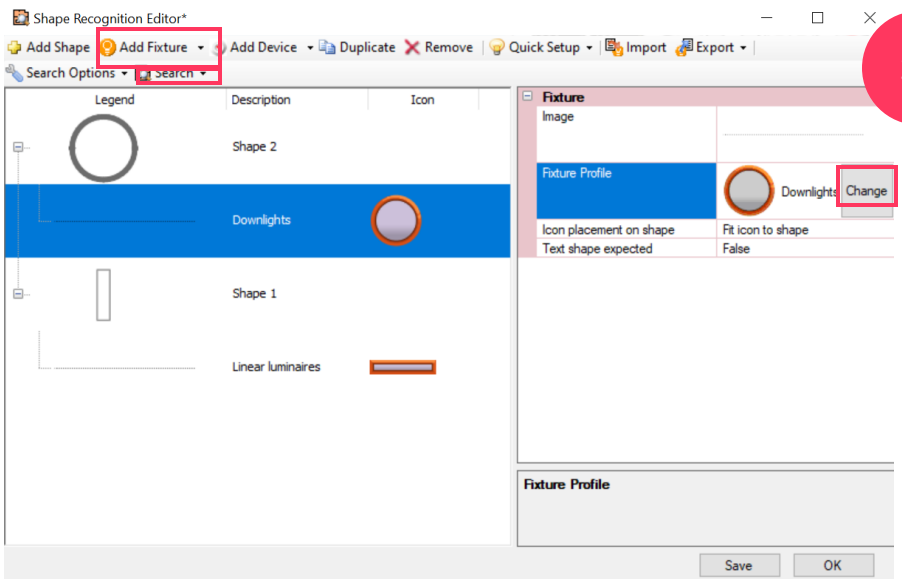 Shape Recognition Editor*
Add Shape Add Fixture Add Device Duplicate Remove Quick Setup Import Export
Search Options Search
Legend Description Icon
Shape 2
Downlights
Shape 1
Linear luminaires
Fixture
Image
Fixture Profile Downlights Change
Icon placement on shape Fit icon to shape
Text shape expected False
Fixture Profile
Save OK